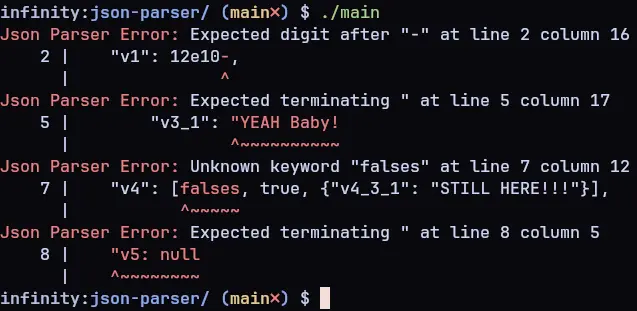 infinity:json-parser/ (main×) $ ./main
Json Parser Error: Expected digit after "-" at line 2 column 16
    2 |    "v1": 12e10-,
      |               ^
Json Parser Error: Expected terminating " at line 5 column 17
    5 |        "v3_1": "YEAH Baby!
      |                ^~~~~~~~~~~
Json Parser Error: Unknown keyword "falses" at line 7 column 12
    7 |    "v4": [falses, true, {"v4_3_1": "STILL HERE!!!"}],
      |           ^~~~~~
Json Parser Error: Expected terminating " at line 8 column 5
    8 |    "v5: null
      |    ^~~~~~~~~
infinity:json-parser/ (main×) $